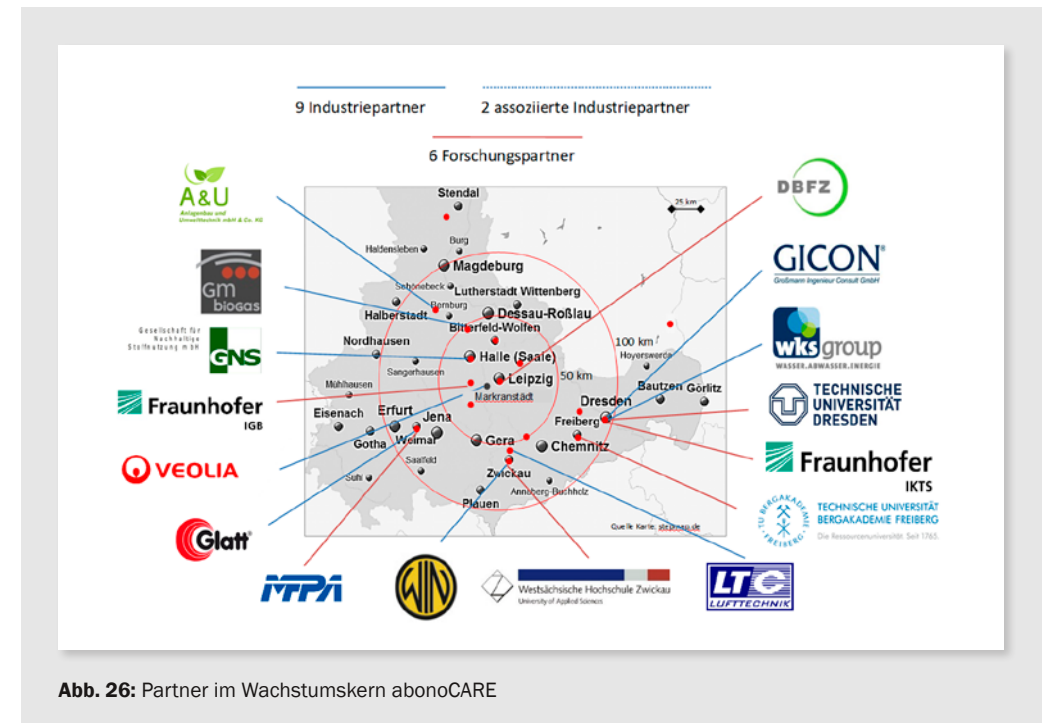 9 Industriepartner
2 assoziierte Industriepartner
6 Forschungspartner
A&U
Anlagenbau und
Umwelttechnik mbH & Co. KG
Gm
biogas
Gesellschaft für
Nachhaltige
Stoffnutzung mbH
GNS
Fraunhofer
IGB
VEOLIA
Glatt
MFPA
WIN
Westsächsische Hochschule Zwickau
University of Applied Sciences
LTC
LUFTTECHNIK
DBFZ
GICON®
Großmann Ingenieur Consult GmbH
wks group
WASSER.ABWASSER.ENERGIE
TECHNISCHE
UNIVERSITÄT
DRESDEN
Fraunhofer
IKTS
TU BERGAKADEMIE
FREIBERG
TECHNISCHE UNIVERSITÄT
BERGAKADEMIE FREIBERG
Die Ressourcenuniversität. Seit 1765.
Stendal
25 km
Haldensleben
Burg
Magdeburg
Schönebeck
Lutherstadt Wittenberg
Bernburg
Halberstadt
Dessau-Roßlau
Bitterfeld-Wolfen
Nordhausen
100 km
Hoyerswerda
Halle (Saale)
Sangerhausen
Leipzig
50 km
Mühlhausen
Markranstädt
Bautzen
Görlitz
Dresden
Eisenach
Erfurt
Jena
Freiberg
Gotha
Weimar
Gera
Chemnitz
Saalfeld
Suhl
Zwickau
Annaberg-Buchholz
Plauen
Quelle Karte: stepmap.de
Abb. 26: Partner im Wachstumskern abonoCARE